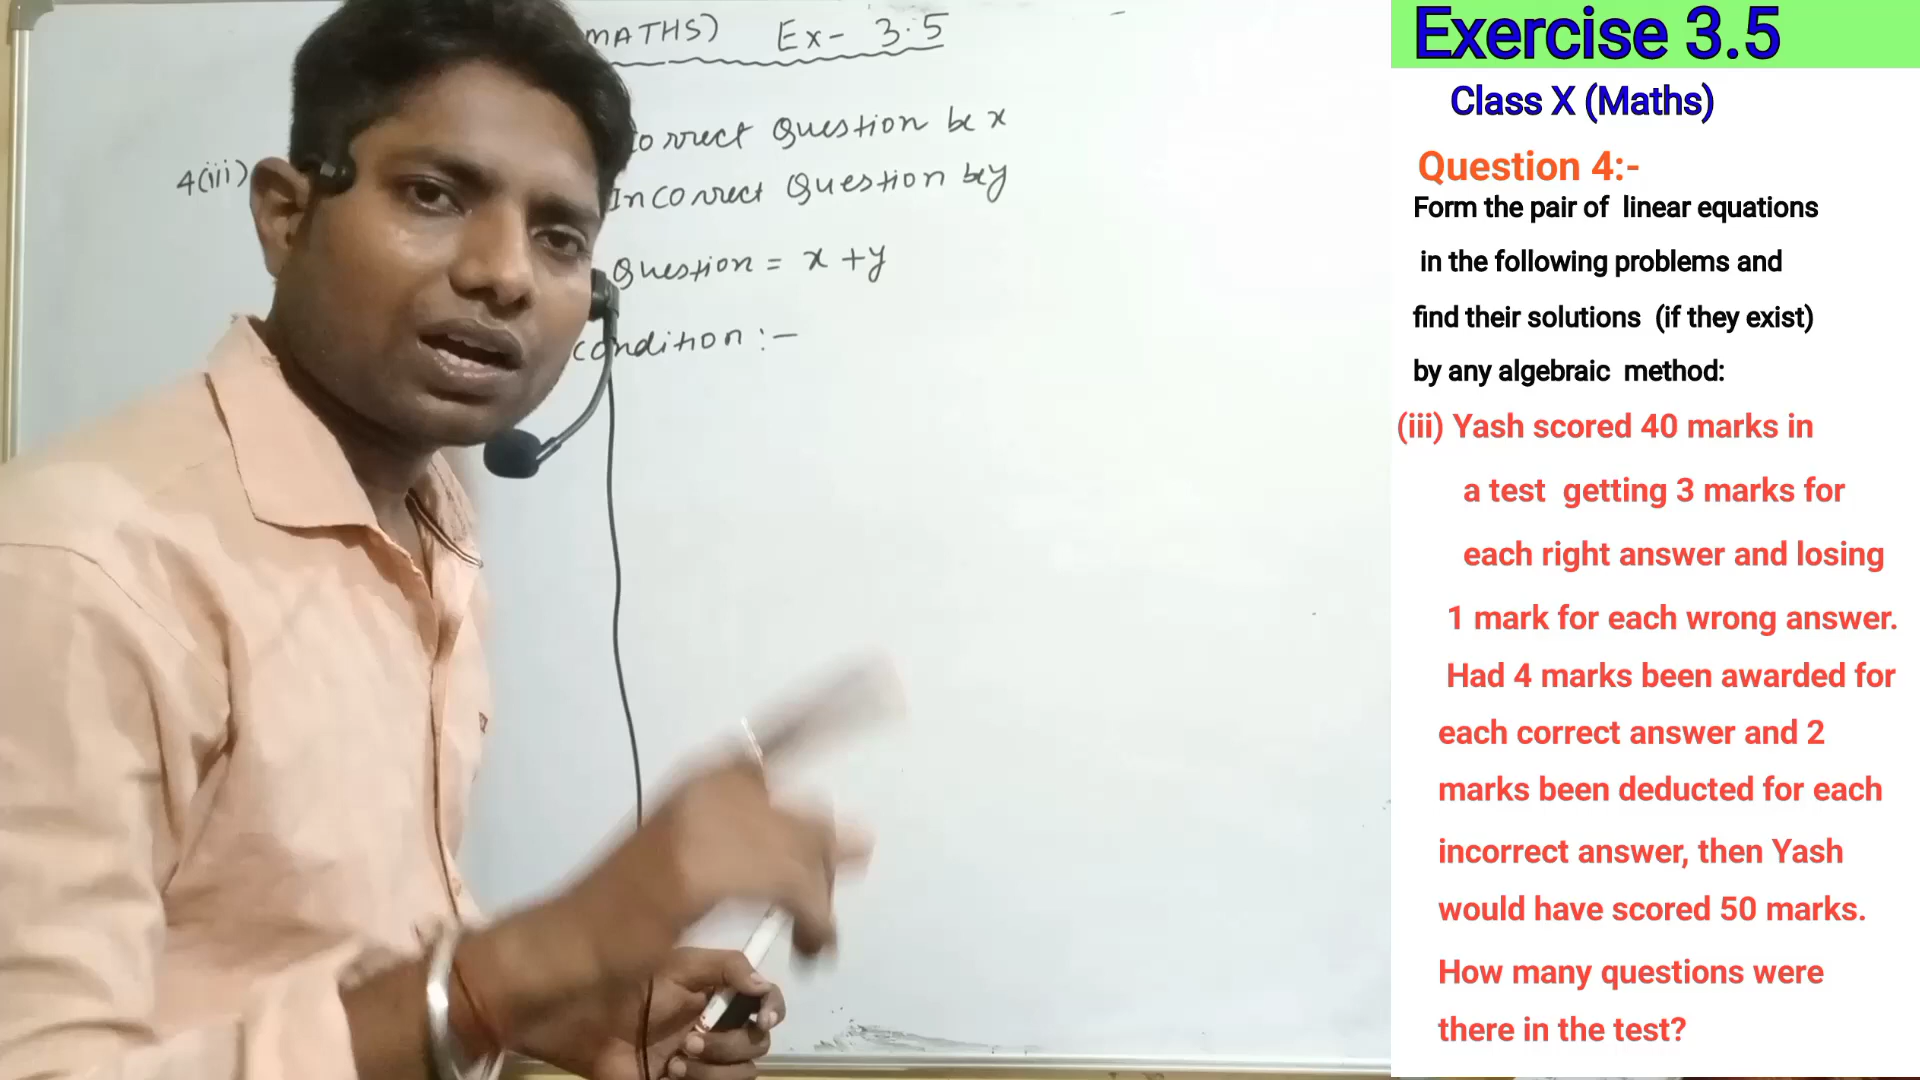 MATHS) Ex- 3.5
4(iii)
correct Question be x
Incorrect Question be y
Question = x + y
condition :-
Exercise 3.5
Class X (Maths)
Question 4:-
Form the pair of linear equations
in the following problems and
find their solutions (if they exist)
by any algebraic method:
(iii) Yash scored 40 marks in
a test getting 3 marks for
each right answer and losing
1 mark for each wrong answer.
Had 4 marks been awarded for
each correct answer and 2
marks been deducted for each
incorrect answer, then Yash
would have scored 50 marks.
How many questions were
there in the test?